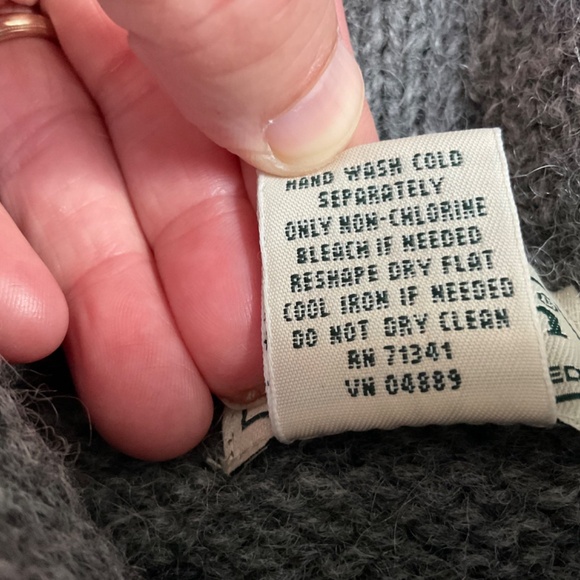 HAND WASH COLD
SEPARATELY
ONLY NON-CHLORINE
BLEACH IF NEEDED
RESHAPE DRY FLAT
COOL IRON IF NEEDED
DO NOT DRY CLEAN
RN 71341
VN 04889
ED